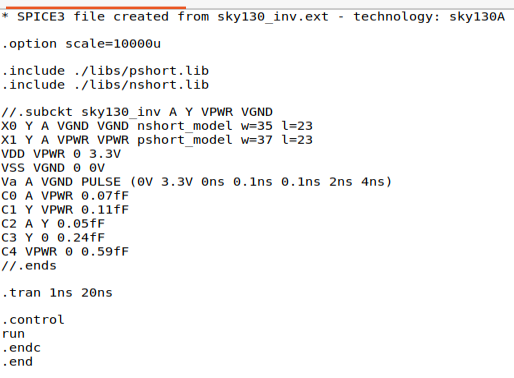 * SPICE3 file created from sky130_inv.ext - technology: sky130A
.option scale=10000u
.include ./libs/pshort.lib
.include ./libs/nshort.lib
//.subckt sky130_inv A Y VPWR VGND
X0 Y A VGND VGND nshort_model w=35 l=23
X1 Y A VPWR VPWR pshort_model w=37 l=23
VDD VPWR 0 3.3V
VSS VGND 0 0V
Va A VGND PULSE (0V 3.3V 0ns 0.1ns 0.1ns 2ns 4ns)
C0 A VPWR 0.07fF
C1 Y VPWR 0.11fF
C2 A Y 0.05fF
C3 Y 0 0.24fF
C4 VPWR 0 0.59fF
//.ends
.tran 1ns 20ns
.control
run
.endc
.end